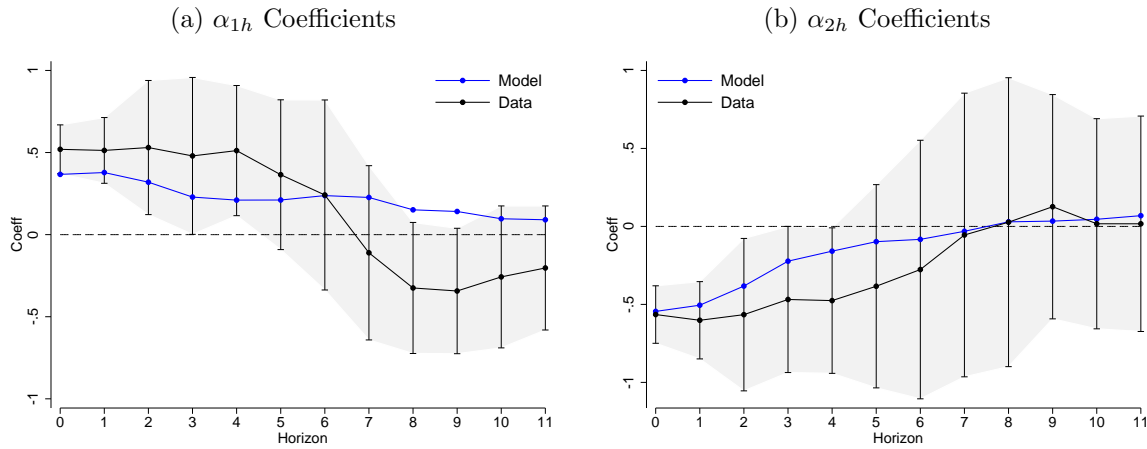 (a) α1h Coefficients
1
.5
0
-.5
-1
Coeff
Model
Data
0 1 2 3 4 5 6 7 8 9 10 11
Horizon
(b) α2h Coefficients
1
.5
0
-.5
-1
Coeff
Model
Data
0 1 2 3 4 5 6 7 8 9 10 11
Horizon